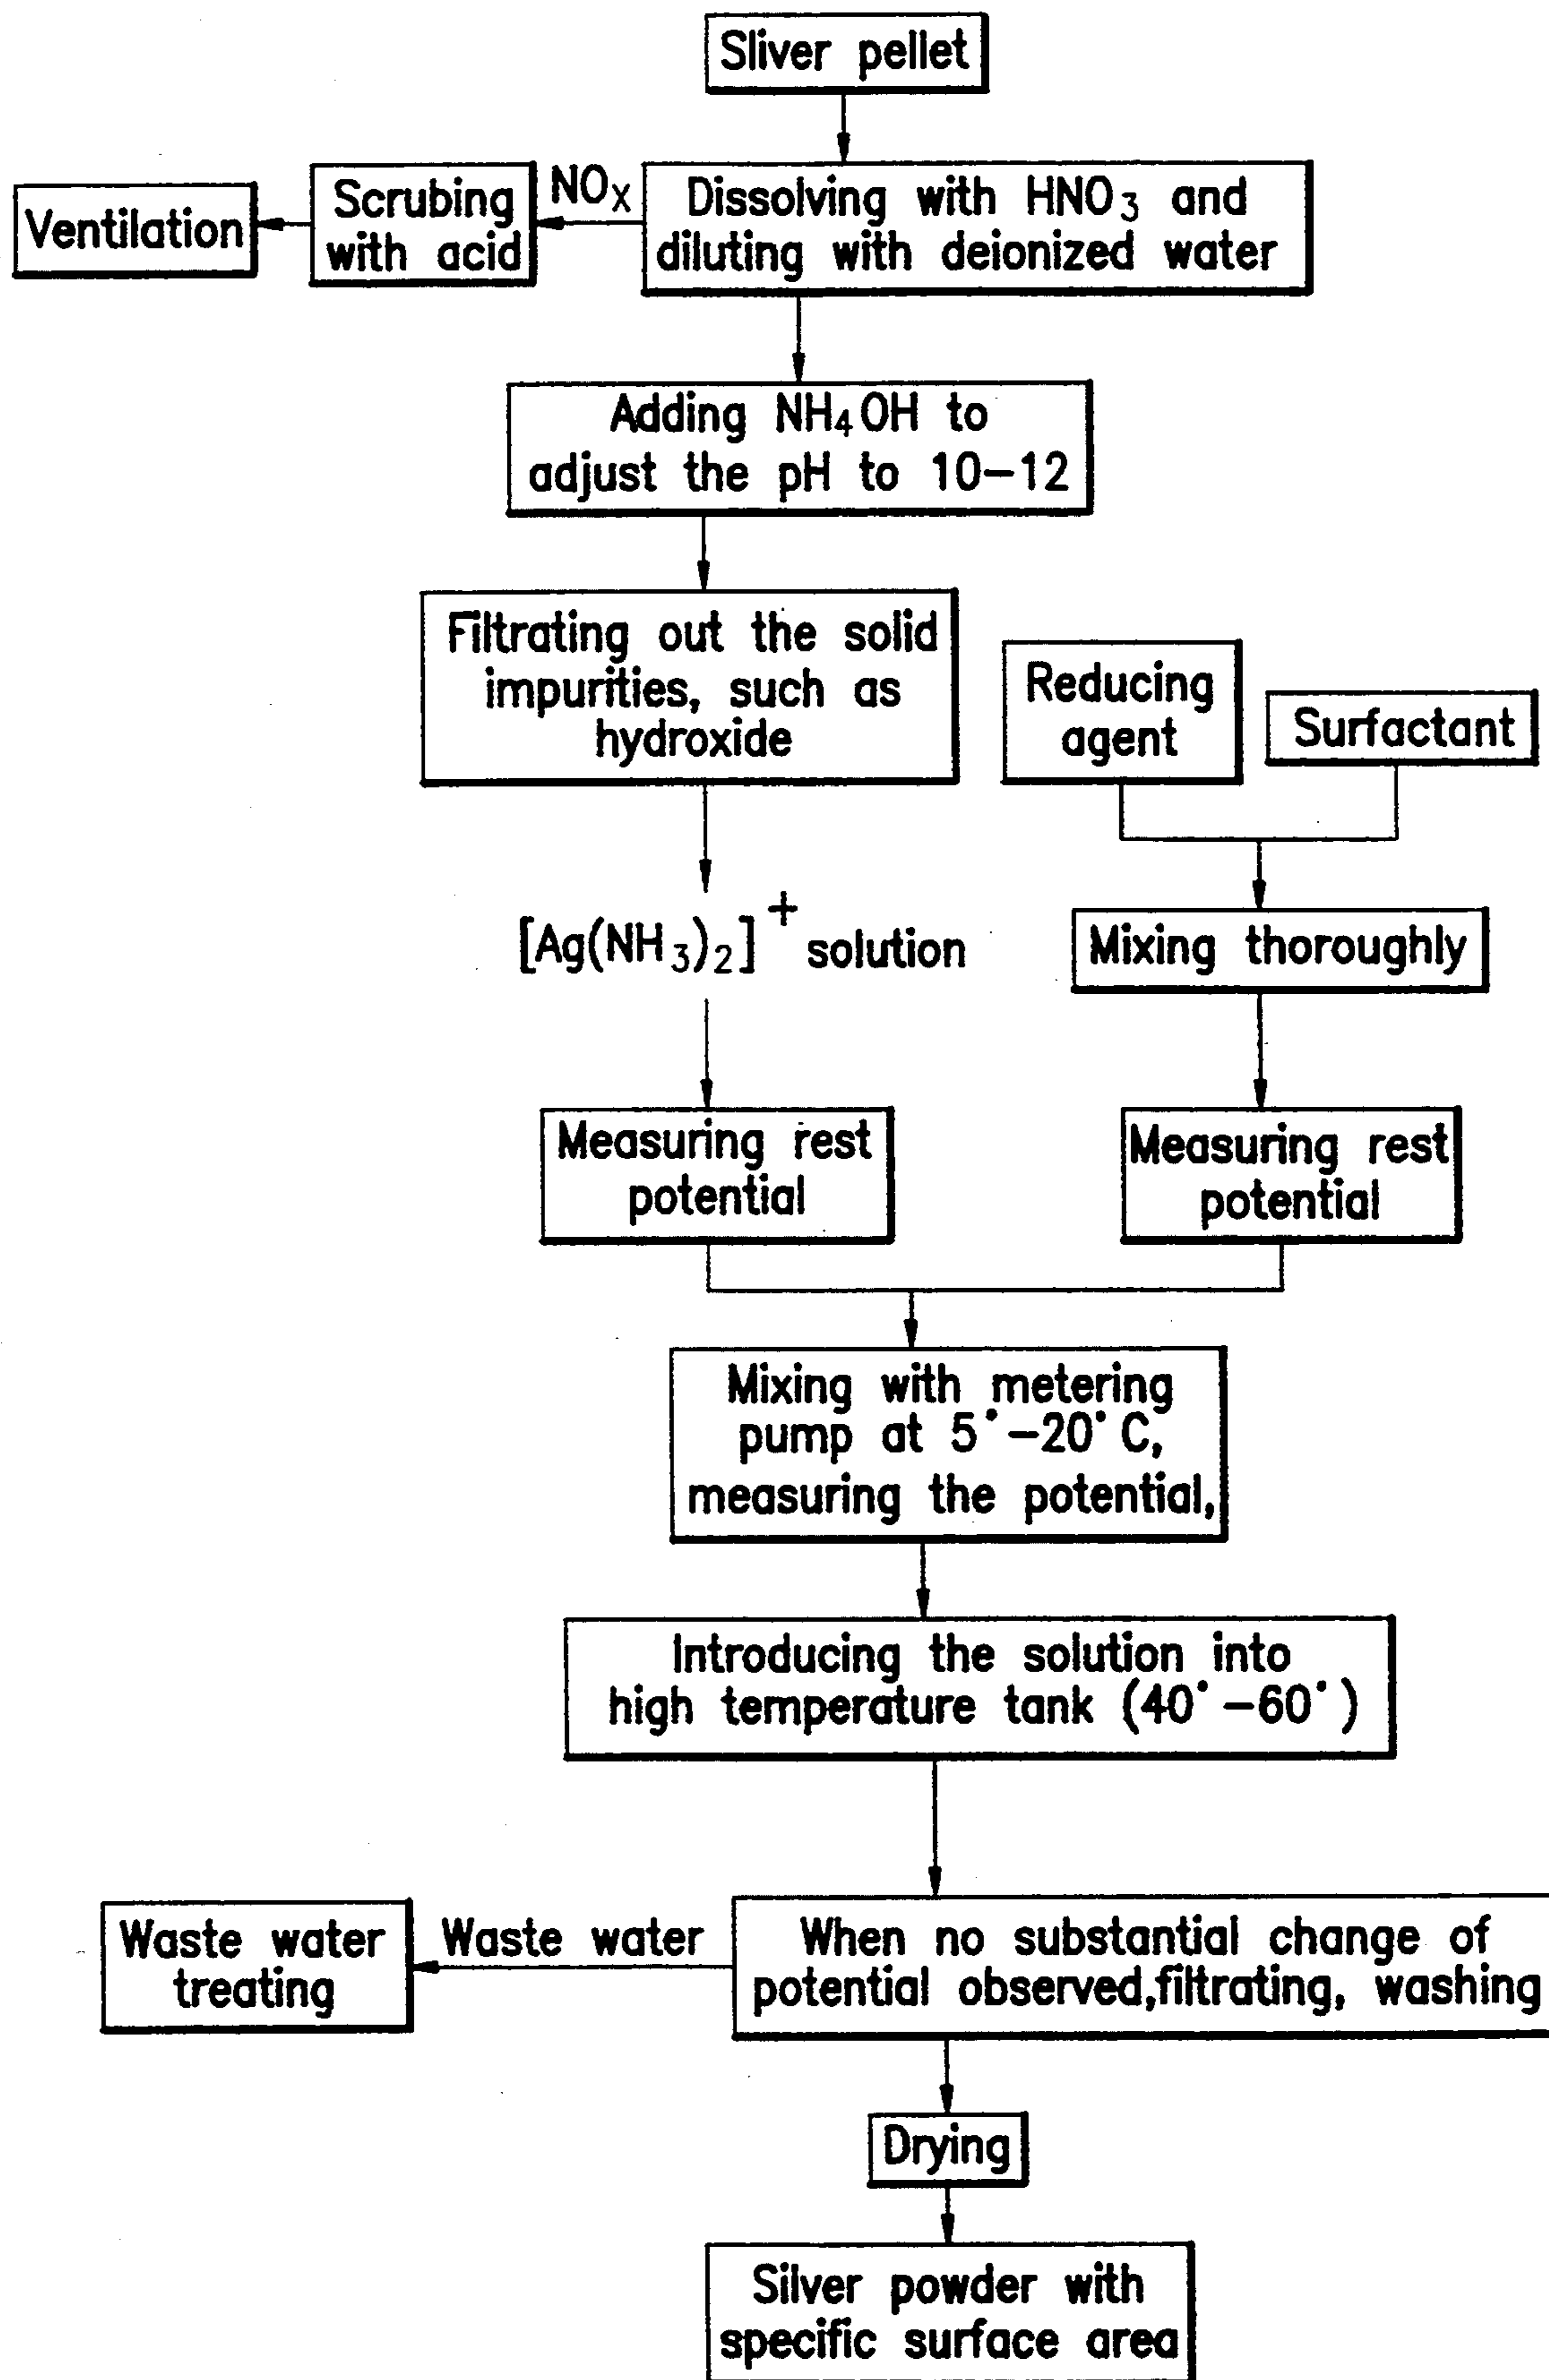 Sliver pellet
Ventilation
Scrubing
with acid
NOX
Dissolving with HNO3 and
diluting with deionized water
Adding NH4OH to
adjust the pH to 10-12
Filtrating out the solid
impurities, such as
hydroxide
Reducing
agent
Surfactant
[Ag(NH3)2]+ solution
Mixing thoroughly
Measuring rest
potential
Measuring rest
potential
Mixing with metering
pump at 5°-20°C,
measuring the potential,
Introducing the solution into
high temperature tank (40°-60°)
Waste water
treating
Waste water
When no substantial change of
potential observed,filtrating, washing
Drying
Silver powder with
specific surface area